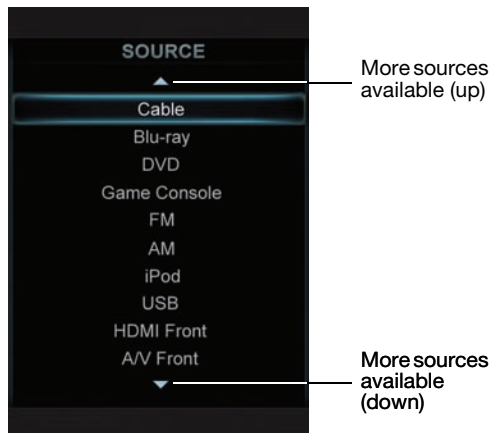 SOURCE
More sources
available (up)
Cable
Blu-ray
DVD
Game Console
FM
AM
iPod
USB
HDMI Front
A/V Front
More sources
available
(down)